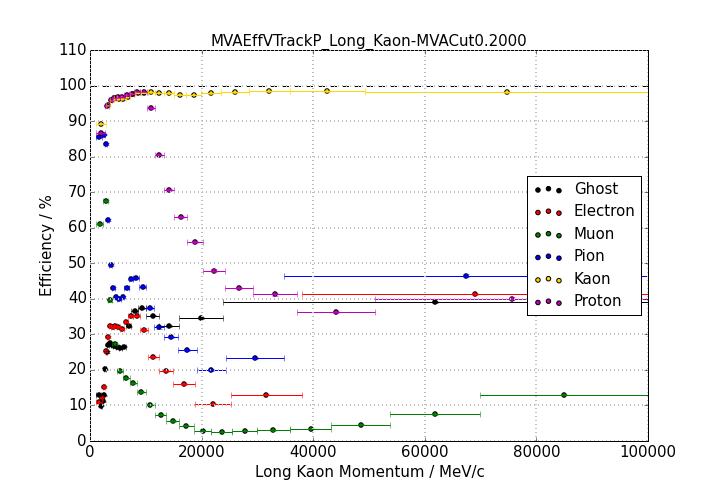 MVAEffVTrackP_Long_Kaon-MVACut0.2000
110
100
90
80
70
60
50
40
30
20
10
0
Efficiency / %
Ghost
Electron
Muon
Pion
Kaon
Proton
0 20000 40000 60000 80000 100000
Long Kaon Momentum / MeV/c